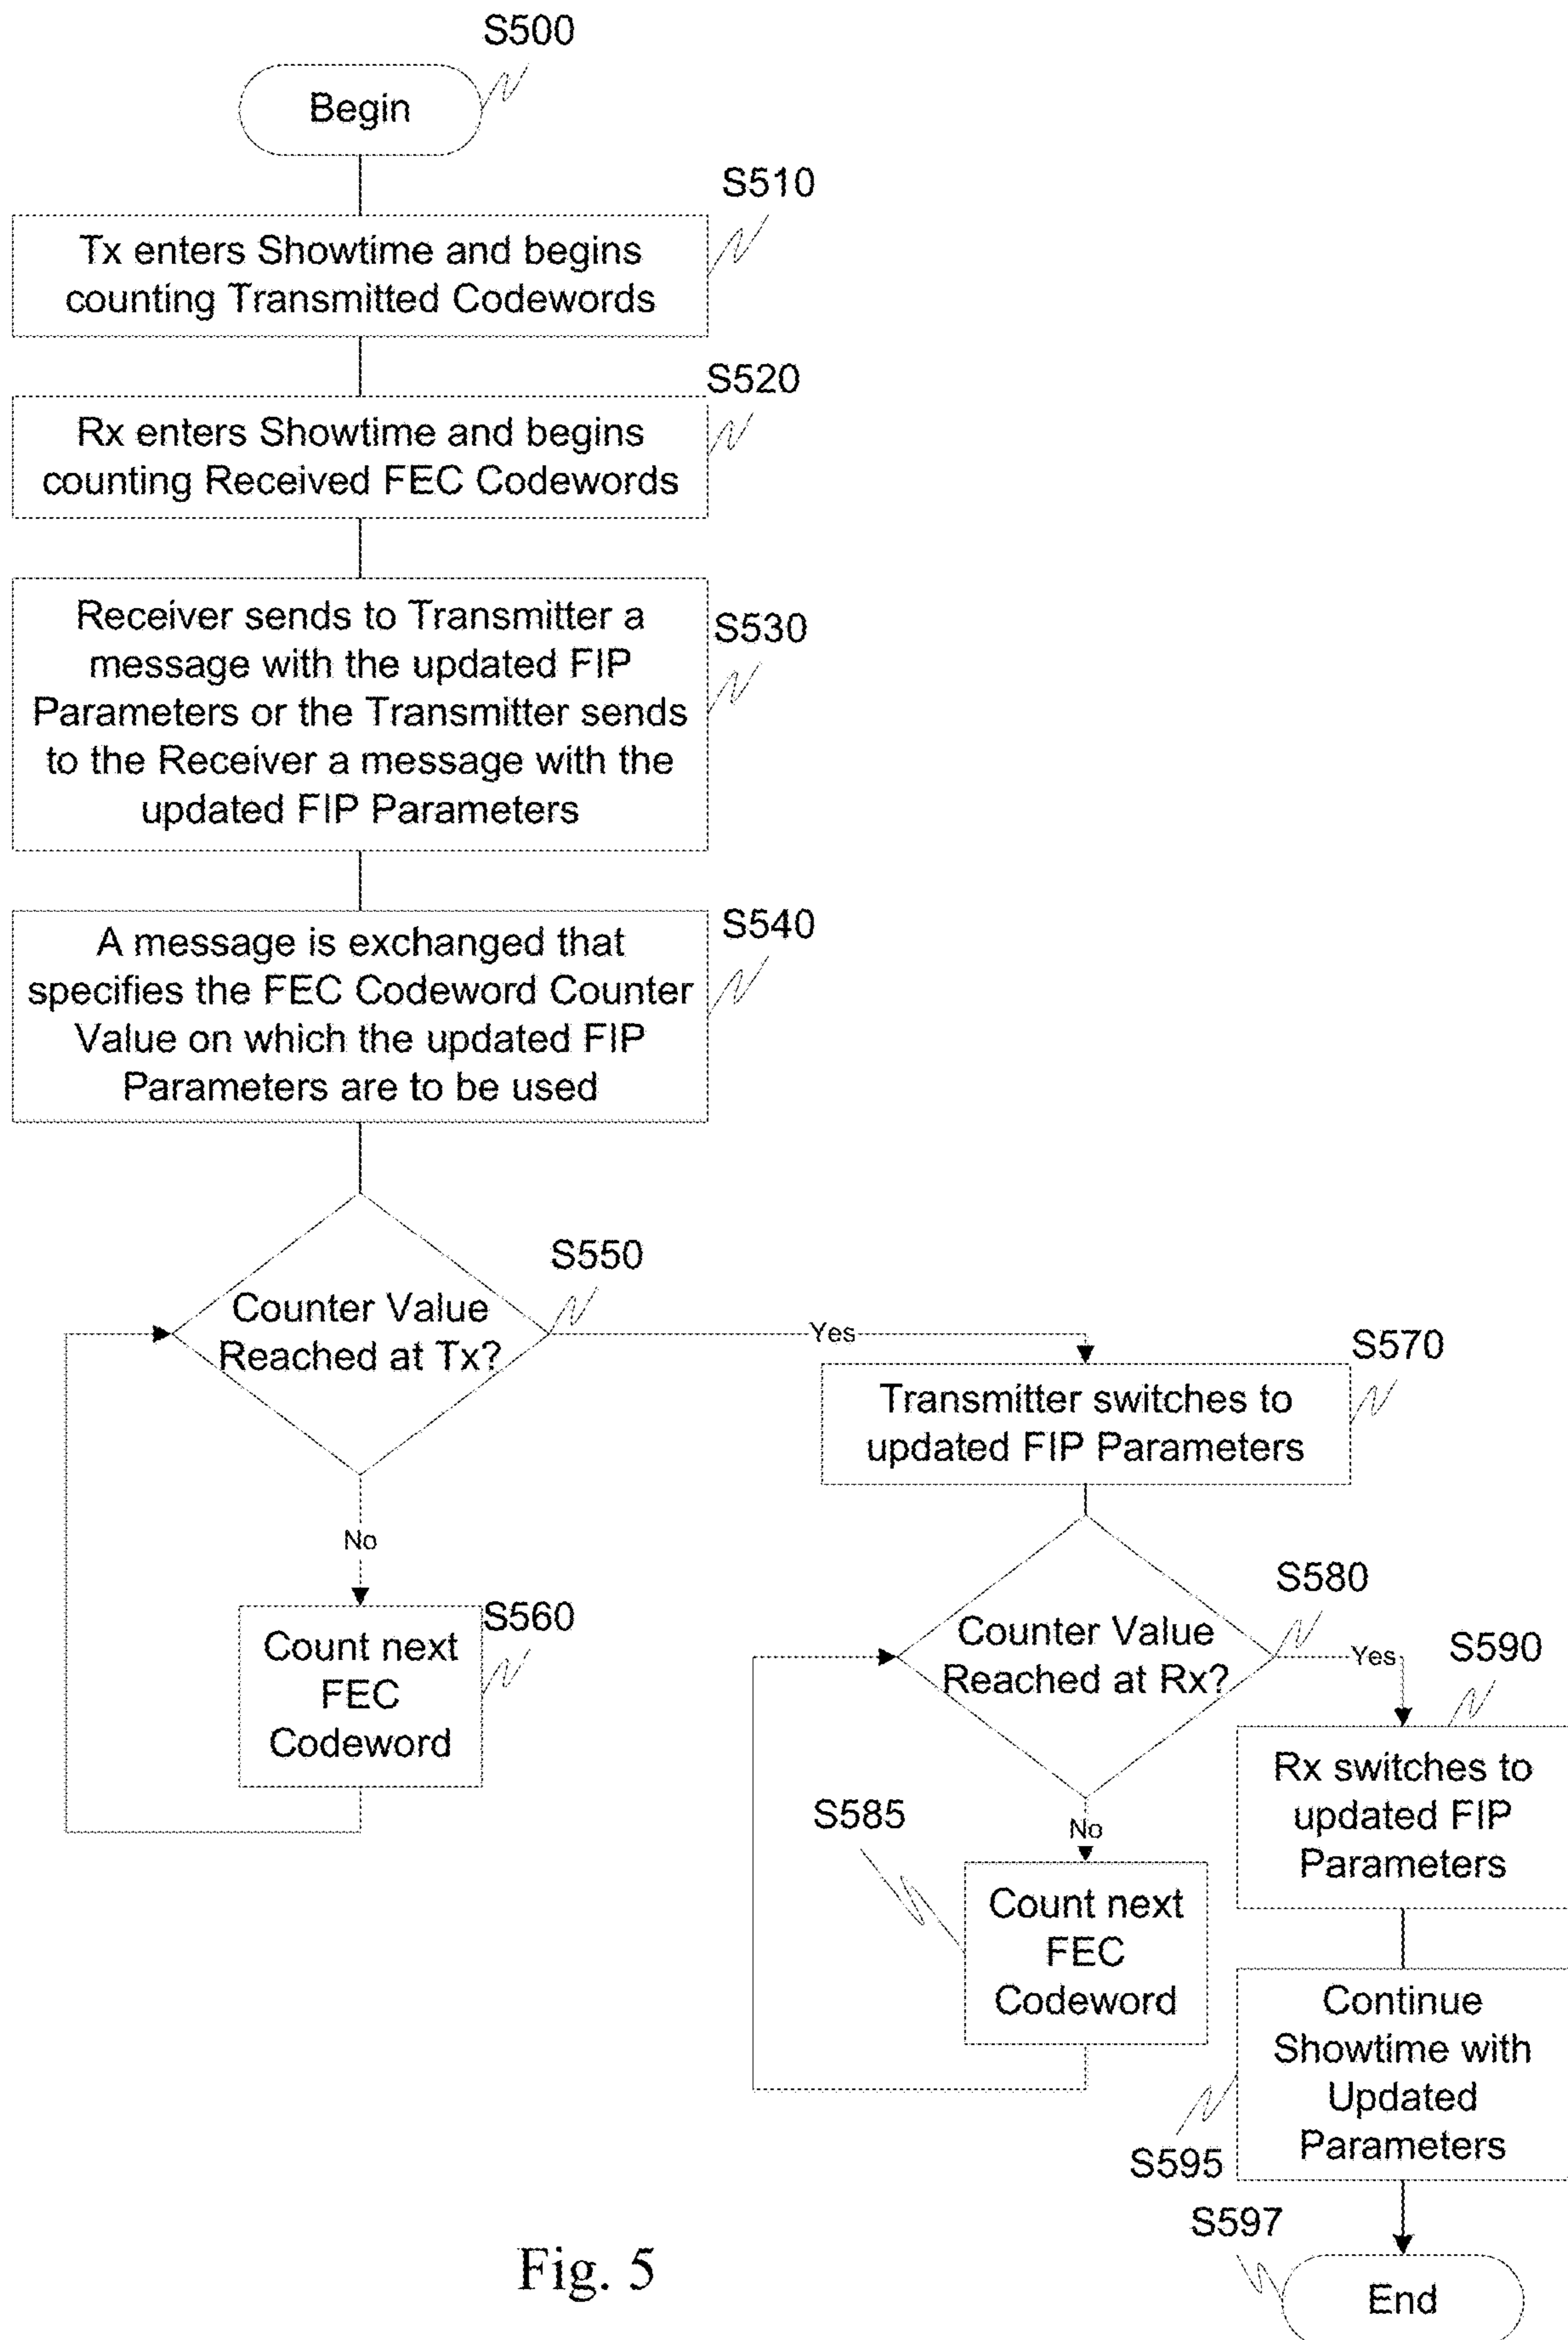 S500
Begin
S510
Tx enters Showtime and begins
counting Transmitted Codewords
S520
Rx enters Showtime and begins
counting Received FEC Codewords
S530
Receiver sends to Transmitter a
message with the updated FIP
Parameters or the Transmitter sends
to the Receiver a message with the
updated FIP Parameters
S540
A message is exchanged that
specifies the FEC Codeword Counter
Value on which the updated FIP
Parameters are to be used
S550
Counter Value
Reached at Tx?
Yes
No
S560
Count next
FEC
Codeword
S570
Transmitter switches to
updated FIP Parameters
S580
Counter Value
Reached at Rx?
Yes
No
S585
Count next
FEC
Codeword
S590
Rx switches to
updated FIP
Parameters
Continue
Showtime with
Updated
Parameters
S595
S597
End
Fig. 5